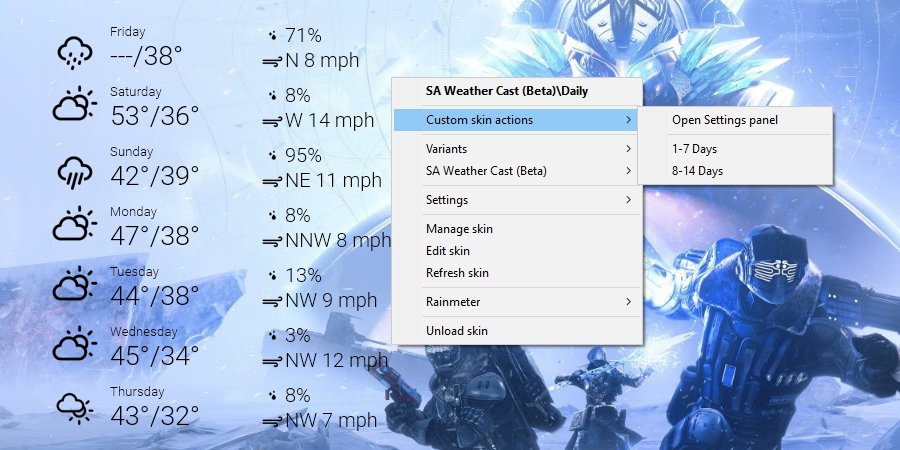 Friday
---/38°
71%
N 8 mph
Saturday
53°/36°
8%
W 14 mph
Sunday
42°/39°
95%
NE 11 mph
Monday
47°/38°
8%
NNW 8 mph
Tuesday
44°/38°
13%
NW 9 mph
Wednesday
45°/34°
3%
NW 12 mph
Thursday
43°/32°
8%
NW 7 mph
SA Weather Cast (Beta)\Daily
Custom skin actions
Variants
SA Weather Cast (Beta)
Settings
Manage skin
Edit skin
Refresh skin
Rainmeter
Unload skin
Open Settings panel
1-7 Days
8-14 Days